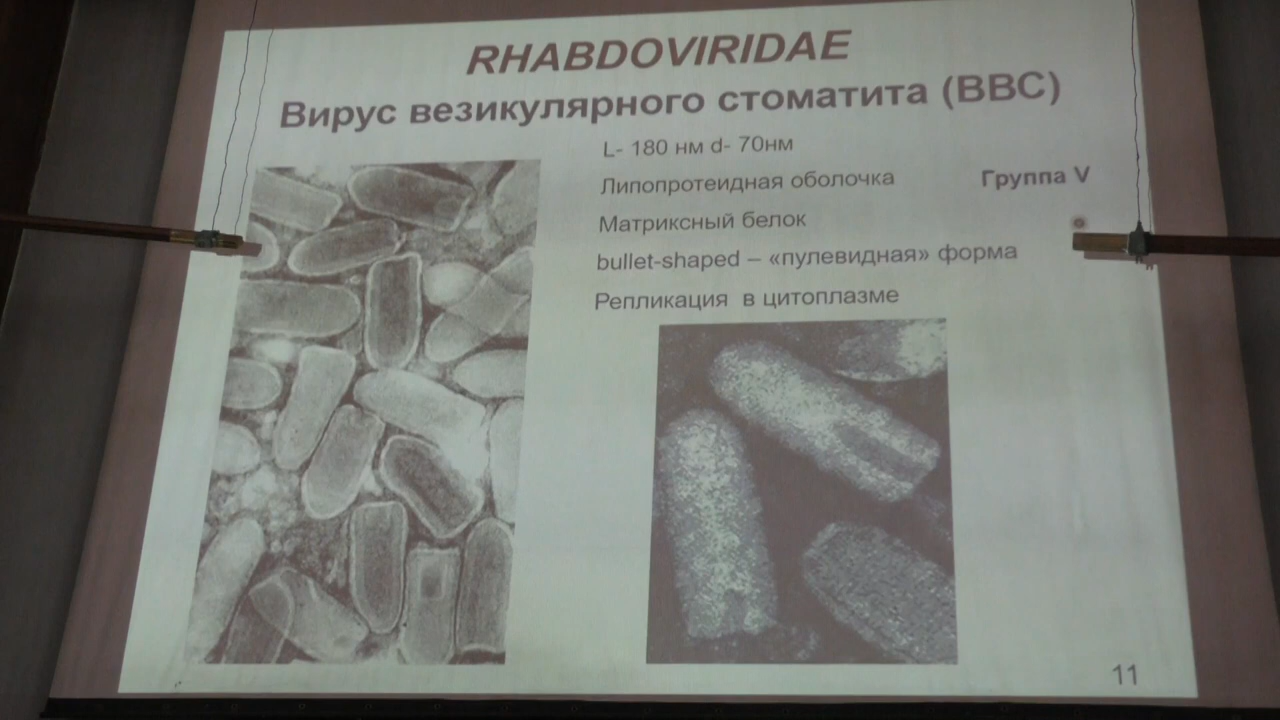 RHABDOVIRIDAE
Вирус везикулярного стоматита (ВВС)
L- 180 нм d- 70нм
Липопротеидная оболочка
Группа V
Матриксный белок
bullet-shaped – «пулевидная» форма
Репликация в цитоплазме
11